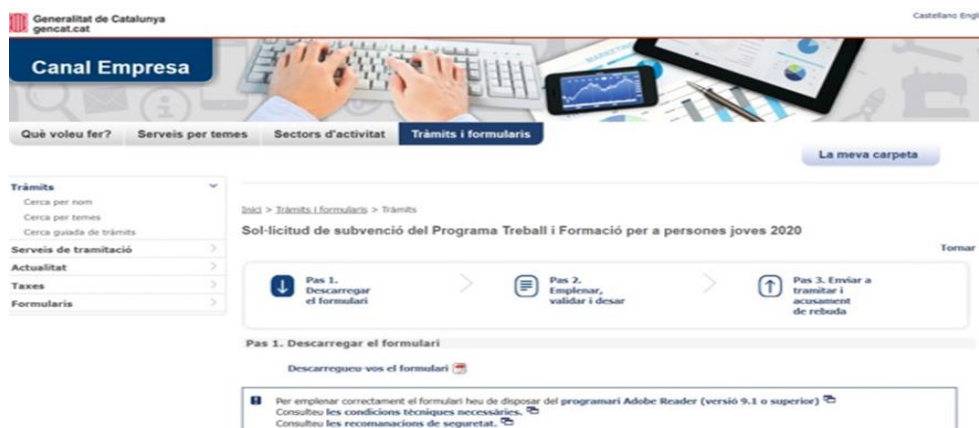 Generalitat de Catalunya
gencat.cat
Castellano Engl
Canal Empresa
MARKETING
Què voleu fer? Serveis per temes Sectors d'activitat Tràmits i formularis
La meva carpeta
Tràmits
Cerca per nom
Cerca per temes
Cerca guiada de tràmits
Serveis de tramitació
Actualitat
Taxes
Formularis
Inici > Tràmits i formularis > Tràmits
Sol·licitud de subvenció del Programa Treball i Formació per a persones joves 2020
Tornar
Pas 1.
Descarregar
el formulari
Pas 2.
Emplenar,
validar i desar
Pas 3. Enviar a
tramitar i
acusament
de rebuda
Pas 1. Descarregar el formulari
Descarregueu-vos el formulari
Per emplenar correctament el formulari heu de disposar del programari Adobe Reader (versió 9.1 o superior)
Consulteu les condicions tècniques necessàries.
Consulteu les recomanacions de seguretat.